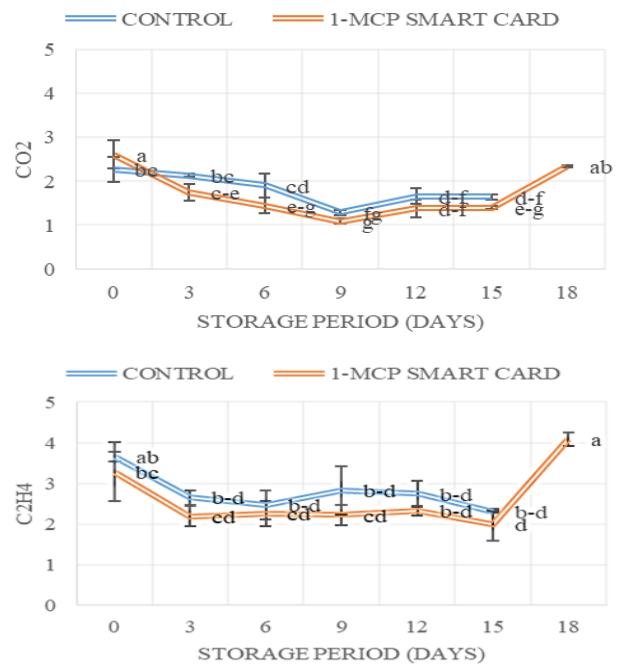 CONTROL 1-MCP SMART CARD
5
4
3
2
1
0
CO2
a
bc
bc
c-e
cd
e-g
fg
g
d-f
d-f
d-f
e-g
ab
0 3 6 9 12 15 18
STORAGE PERIOD (DAYS)
CONTROL 1-MCP SMART CARD
5
4
3
2
1
0
C2H4
ab
bc
b-d
cd
b-d
cd
b-d
cd
b-d
b-d
b-d
d
a
0 3 6 9 12 15 18
STORAGE PERIOD (DAYS)